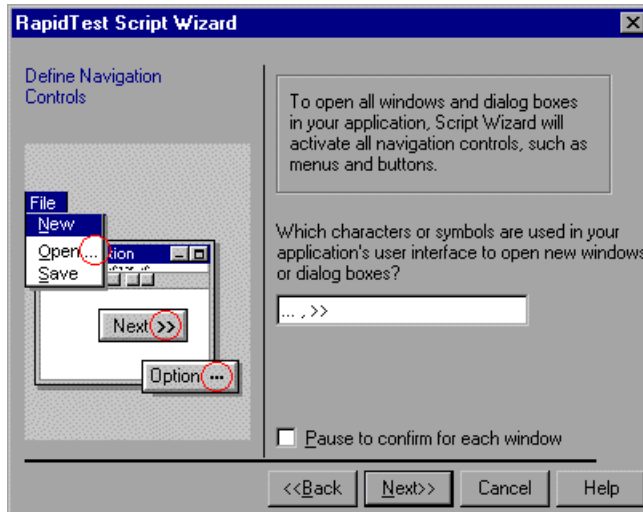 RapidTest Script Wizard
Define Navigation
Controls
File
New
Open...
Save
tion
Next >>
Option ...
To open all windows and dialog boxes
in your application, Script Wizard will
activate all navigation controls, such as
menus and buttons.
Which characters or symbols are used in your
application's user interface to open new windows
or dialog boxes?
... , >>
Pause to confirm for each window
<<Back
Next>>
Cancel
Help